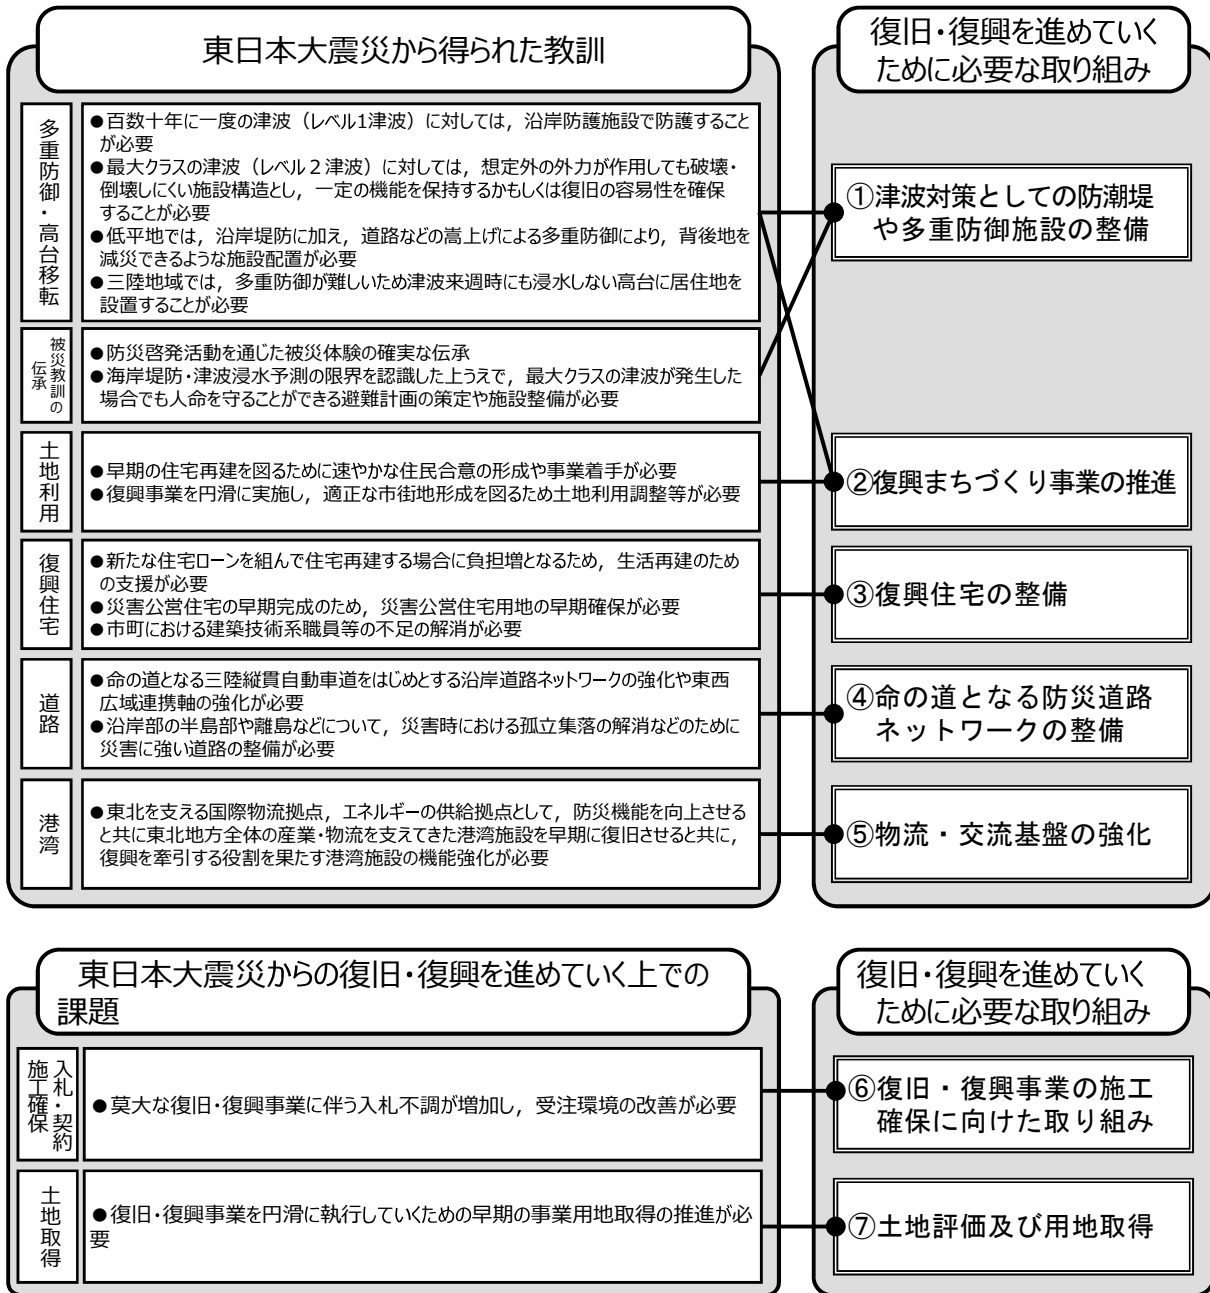 東日本大震災から得られた教訓
復旧・復興を進めていく
ために必要な取り組み
多重防御・高台移転
●百数十年に一度の津波（レベル1津波）に対しては，沿岸防護施設で防護すること
が必要
●最大クラスの津波（レベル２津波）に対しては，想定外の外力が作用しても破壊・
倒壊しにくい施設構造とし，一定の機能を保持するかもしくは復旧の容易性を確保
することが必要
●低平地では，沿岸堤防に加え，道路などの嵩上げによる多重防御により，背後地を
減災できるような施設配置が必要
●三陸地域では，多重防御が難しいため津波来週時にも浸水しない高台に居住地を
設置することが必要
①津波対策としての防潮堤
や多重防御施設の整備
被災教訓の
伝承
●防災啓発活動を通じた被災体験の確実な伝承
●海岸堤防・津波浸水予測の限界を認識した上うえで，最大クラスの津波が発生した
場合でも人命を守ることができる避難計画の策定や施設整備が必要
土地利用
●早期の住宅再建を図るために速やかな住民合意の形成や事業着手が必要
●復興事業を円滑に実施し，適正な市街地形成を図るため土地利用調整等が必要
②復興まちづくり事業の推進
復興住宅
●新たな住宅ローンを組んで住宅再建する場合に負担増となるため，生活再建のため
の支援が必要
●災害公営住宅の早期完成のため，災害公営住宅用地の早期確保が必要
●市町における建築技術系職員等の不足の解消が必要
③復興住宅の整備
道路
●命の道となる三陸縦貫自動車道をはじめとする沿岸道路ネットワークの強化や東西
広域連携軸の強化が必要
●沿岸部の半島部や離島などについて，災害時における孤立集落の解消などのために
災害に強い道路の整備が必要
④命の道となる防災道路
ネットワークの整備
港湾
●東北を支える国際物流拠点，エネルギーの供給拠点として，防災機能を向上させる
と共に東北地方全体の産業・物流を支えてきた港湾施設を早期に復旧させると共に，
復興を牽引する役割を果たす港湾施設の機能強化が必要
⑤物流・交流基盤の強化
東日本大震災からの復旧・復興を進めていく上での
課題
復旧・復興を進めていく
ために必要な取り組み
入札・契約
施工確保
●莫大な復旧・復興事業に伴う入札不調が増加し，受注環境の改善が必要
⑥復旧・復興事業の施工
確保に向けた取り組み
土地取得
●復旧・復興事業を円滑に執行していくための早期の事業用地取得の推進が必
要
⑦土地評価及び用地取得